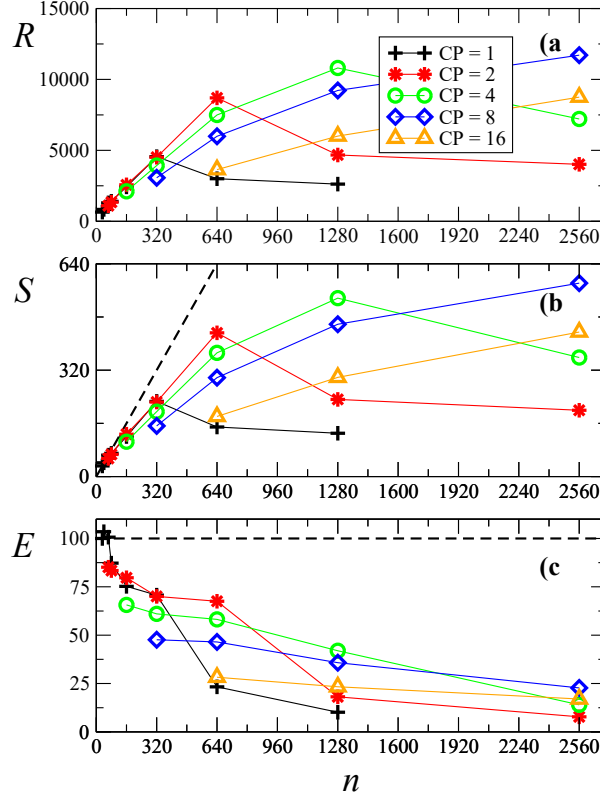 15000
R
(a
CP = 1
CP = 2
CP = 4
CP = 8
CP = 16
10000
5000
0
0 320 640 960 1280 1600 1920 2240 2560
640
S
(b
320
0
0 320 640 960 1280 1600 1920 2240 2560
E
100
(c
75
50
25
0
0 320 640 960 1280 1600 1920 2240 2560
n